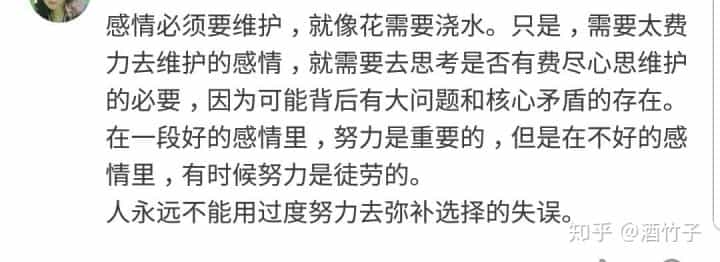 感情必须要维护，就像花需要浇水。只是，需要太费
力去维护的感情，就需要去思考是否有费尽心思维护
的必要，因为可能背后有大问题和核心矛盾的存在。
在一段好的感情里，努力是重要的，但是在不好的感
情里，有时候努力是徒劳的。
人永远不能用过度努力去弥补选择的失误。
知乎 @酒竹子